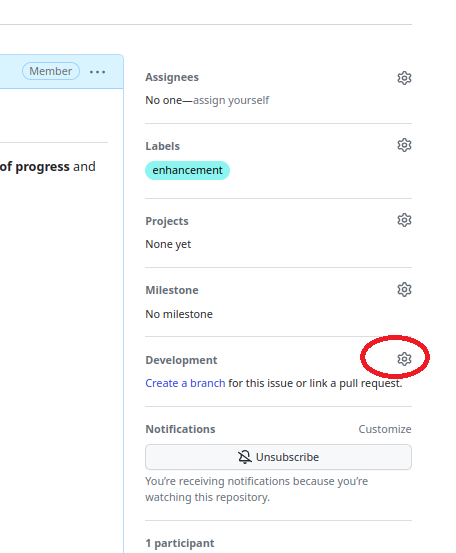 Member
of progress and
Assignees
No one—assign yourself
Labels
enhancement
Projects
None yet
Milestone
No milestone
Development
Create a branch for this issue or link a pull request.
Notifications Customize
Unsubscribe
You're receiving notifications because you're
watching this repository.
1 participant